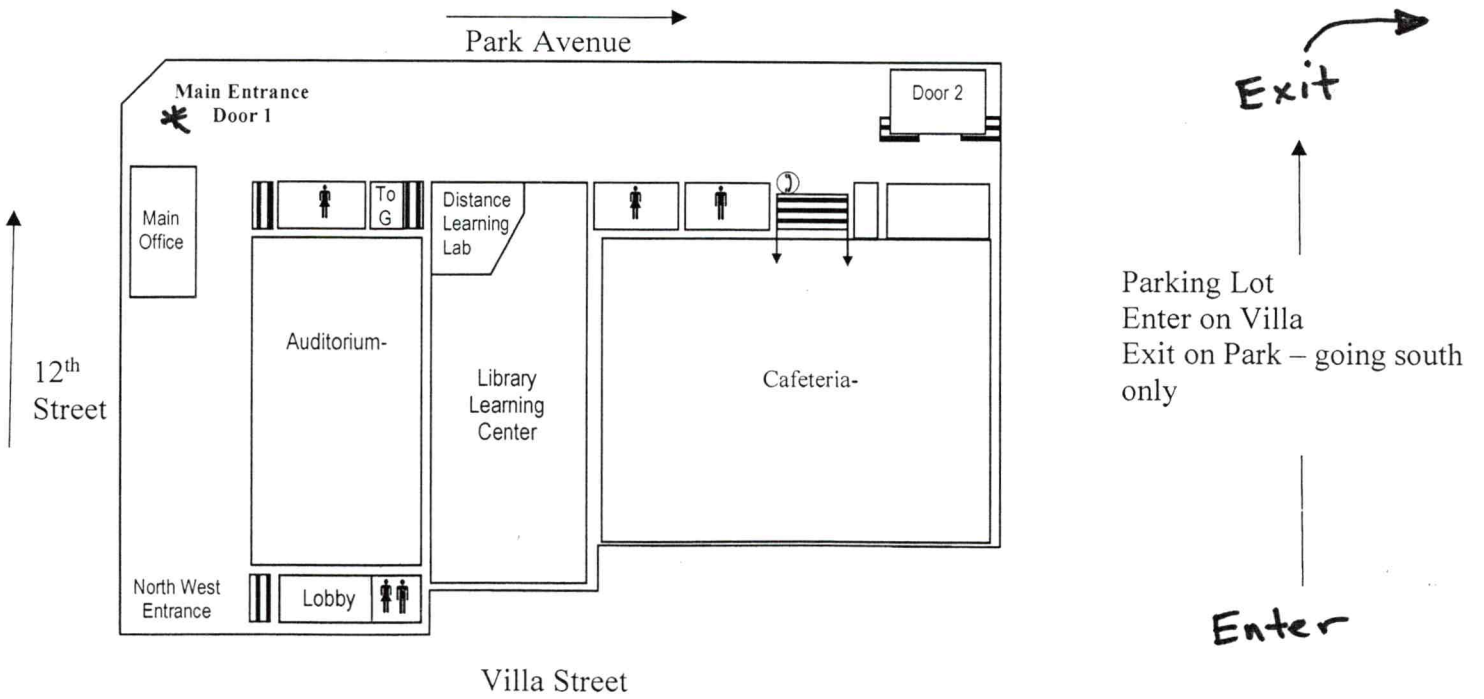 Park Avenue
Exit
Main Entrance
Door 1
Door 2
Main
Office
To
G
Distance
Learning
Lab
Auditorium-
Library
Learning
Center
Cafeteria-
12th
Street
Parking Lot
Enter on Villa
Exit on Park – going south
only
North West
Entrance
Lobby
Enter
Villa Street